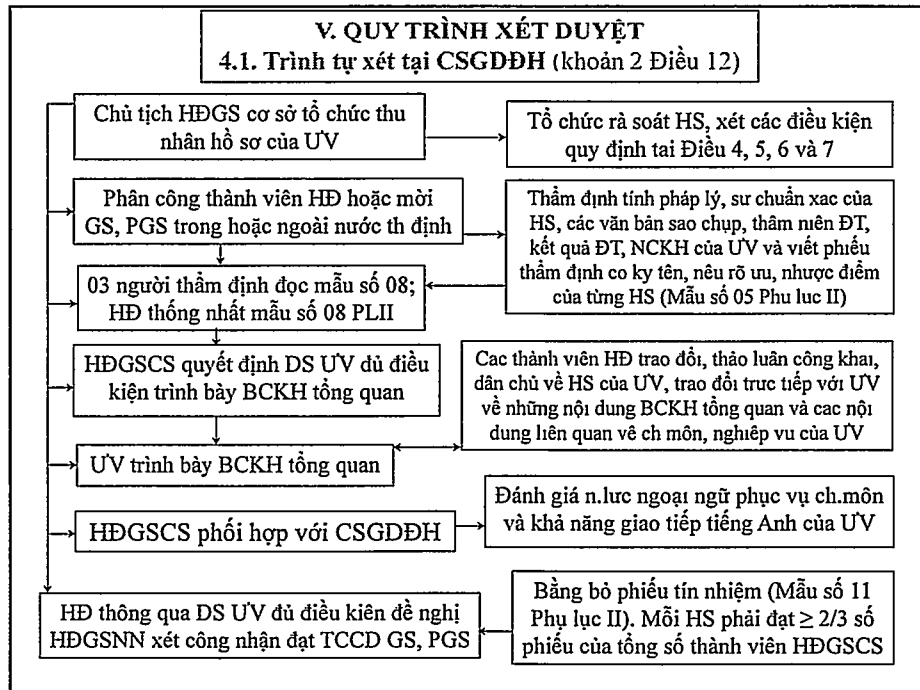 V. QUY TRÌNH XÉT DUYỆT
4.1. Trình tự xét tại CSGDĐH (khoản 2 Điều 12)
Chủ tịch HĐGS cơ sở tổ chức thu
nhân hồ sơ của ƯV
Tổ chức rà soát HS, xét các điều kiện
quy định tai Điều 4, 5, 6 và 7
Phân công thành viên HĐ hoặc mời
GS, PGS trong hoặc ngoài nước th định
Thẩm định tính pháp lý, sư chuẩn xac của
HS, các văn bản sao chụp, thâm niên ĐT,
kết quả ĐT, NCKH của ƯV và viết phiếu
thẩm định co ky tên, nêu rõ ưu, nhược điểm
của từng HS (Mẫu số 05 Phu luc II)
03 người thẩm định đọc mẫu số 08;
HĐ thống nhất mẫu số 08 PLII
HĐGSCS quyết định DS ƯV đủ điều
kiện trình bày BCKH tổng quan
Cac thành viên HĐ trao đổi, thảo luân công khai,
dân chủ về HS của ƯV, trao đổi trưc tiếp với ƯV
về những nội dung BCKH tổng quan và cac nội
dung liên quan vê ch môn, nghiêp vu của ƯV
ƯV trình bày BCKH tổng quan
HĐGSCS phối hợp với CSGDĐH
Đánh giá n.lưc ngoại ngữ phục vụ ch.môn
và khả năng giao tiếp tiếng Anh của ƯV
HĐ thông qua DS ƯV đủ điều kiên đề nghị
HĐGSNN xét công nhận đạt TCCD GS, PGS
Bằng bỏ phiếu tín nhiệm (Mẫu số 11
Phụ lục II). Mỗi HS phải đạt ≥ 2/3 số
phiếu của tổng số thành viên HĐGSCS